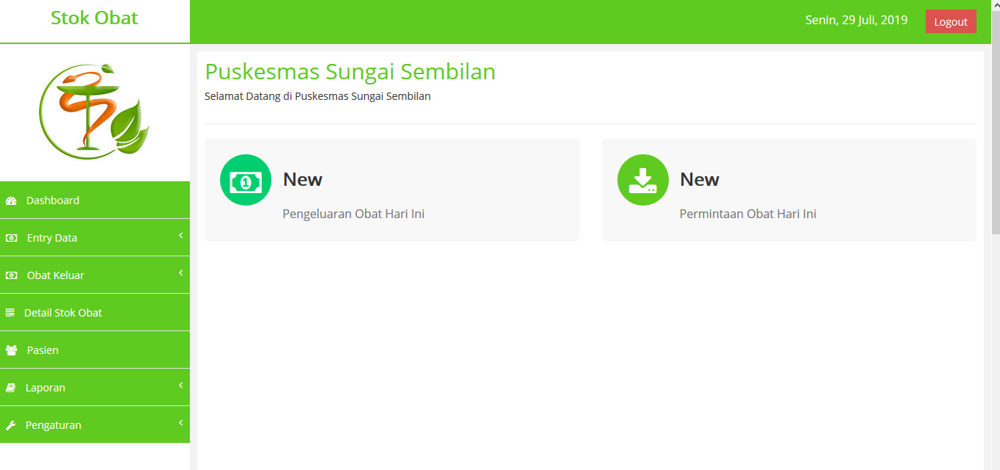 Stok Obat
Senin, 29 Juli, 2019
Logout
Puskesmas Sungai Sembilan
Selamat Datang di Puskesmas Sungai Sembilan
New
Pengeluaran Obat Hari Ini
New
Permintaan Obat Hari Ini
Dashboard
Entry Data
Obat Keluar
Detail Stok Obat
Pasien
Laporan
Pengaturan